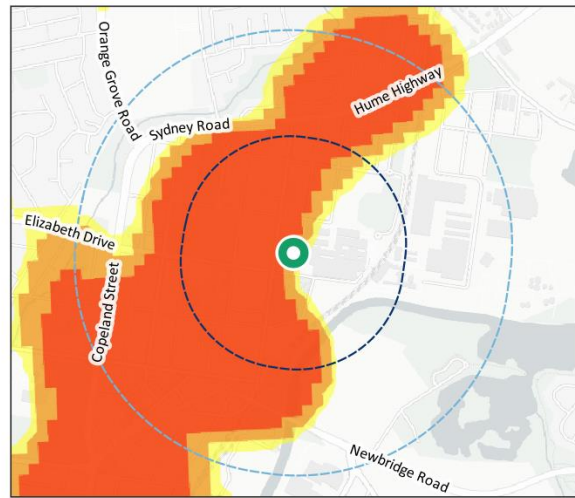 Orange Grove Road
Hume Highway
Sydney Road
Elizabeth Drive
Copeland Street
Newbridge Road